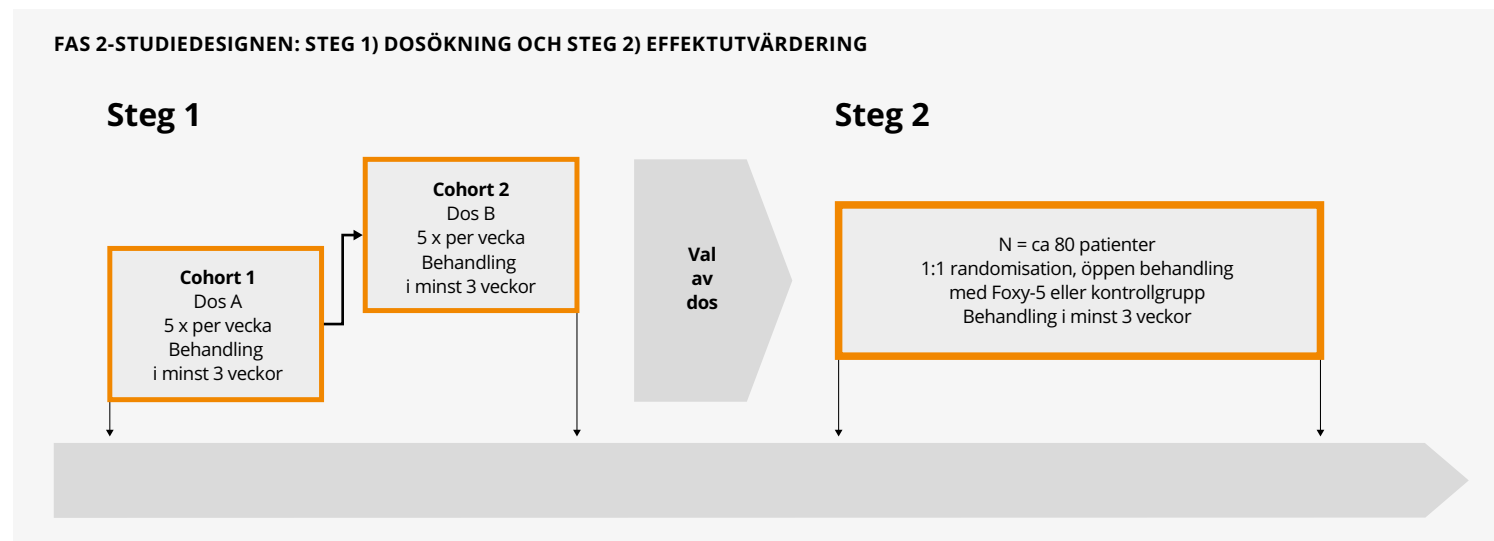 FAS 2-STUDIEDESIGNEN: STEG 1) DOSÖKNING OCH STEG 2) EFFEKTUTVÄRDERING
Steg 1
Cohort 1
Dos A
5 x per vecka
Behandling
i minst 3 veckor
Cohort 2
Dos B
5 x per vecka
Behandling
i minst 3 veckor
Val
av
dos
Steg 2
N = ca 80 patienter
1:1 randomisation, öppen behandling
med Foxy-5 eller kontrollgrupp
Behandling i minst 3 veckor